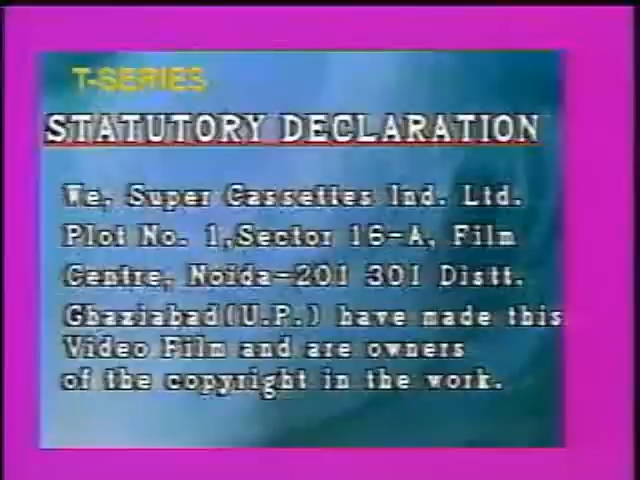 T-SERIES
STATUTORY DECLARATION
We, Super Cassettes Ind. Ltd.
Plot No. 1,Sector 16-A, Film
Centre, Noida-201 301 Distt.
Ghaziabad(U.P.) have made this
Video Film and are owners
of the copyright in the work.